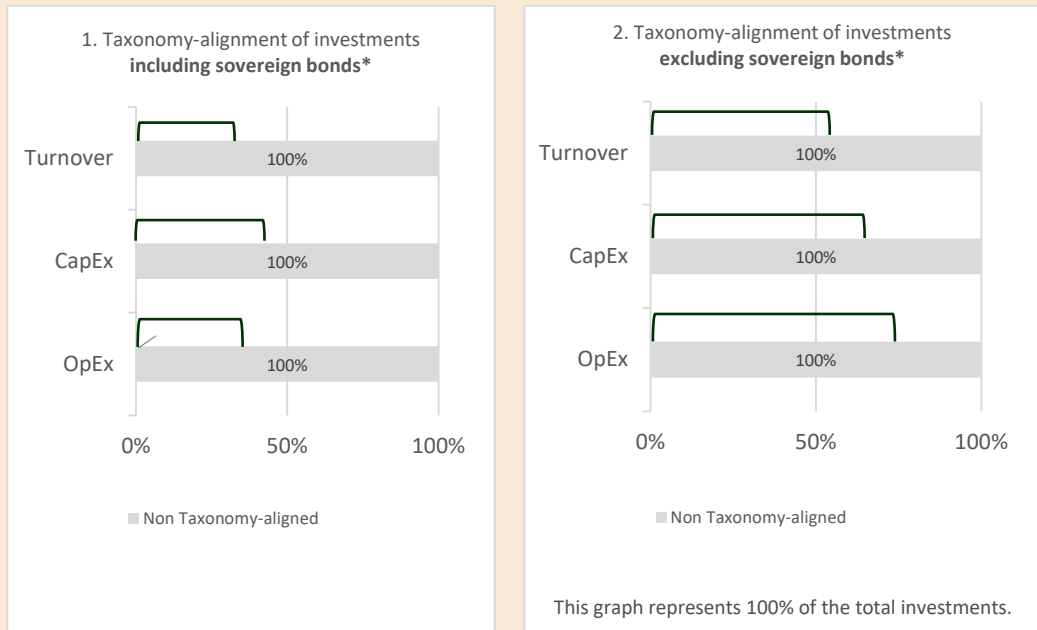 1. Taxonomy-alignment of investments
including sovereign bonds*
Turnover
100%
CapEx
100%
OpEx
100%
0% 50% 100%
Non Taxonomy-aligned
2. Taxonomy-alignment of investments
excluding sovereign bonds*
Turnover
100%
CapEx
100%
OpEx
100%
0% 50% 100%
Non Taxonomy-aligned
This graph represents 100% of the total investments.